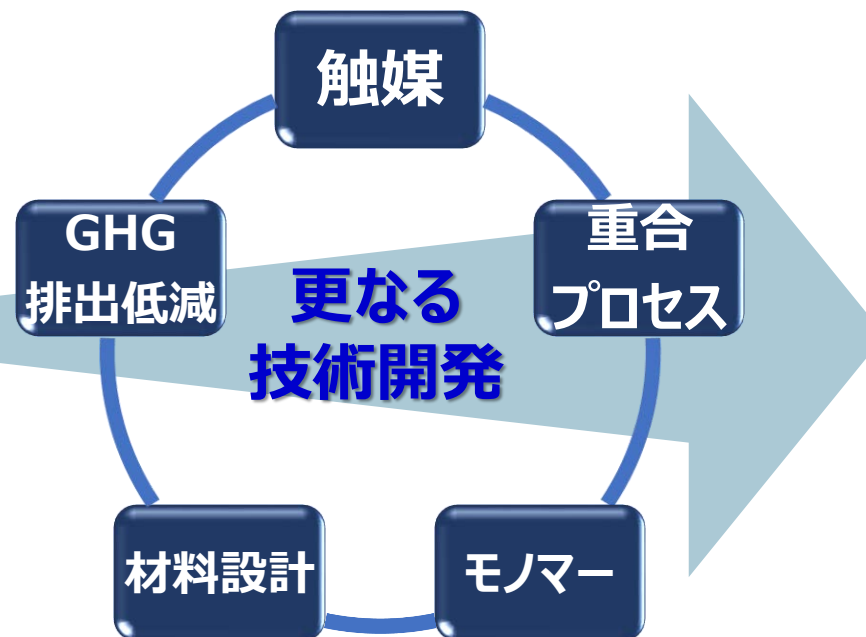 触媒
GHG
排出低減
重合
プロセス
更なる
技術開発
材料設計
モノマー